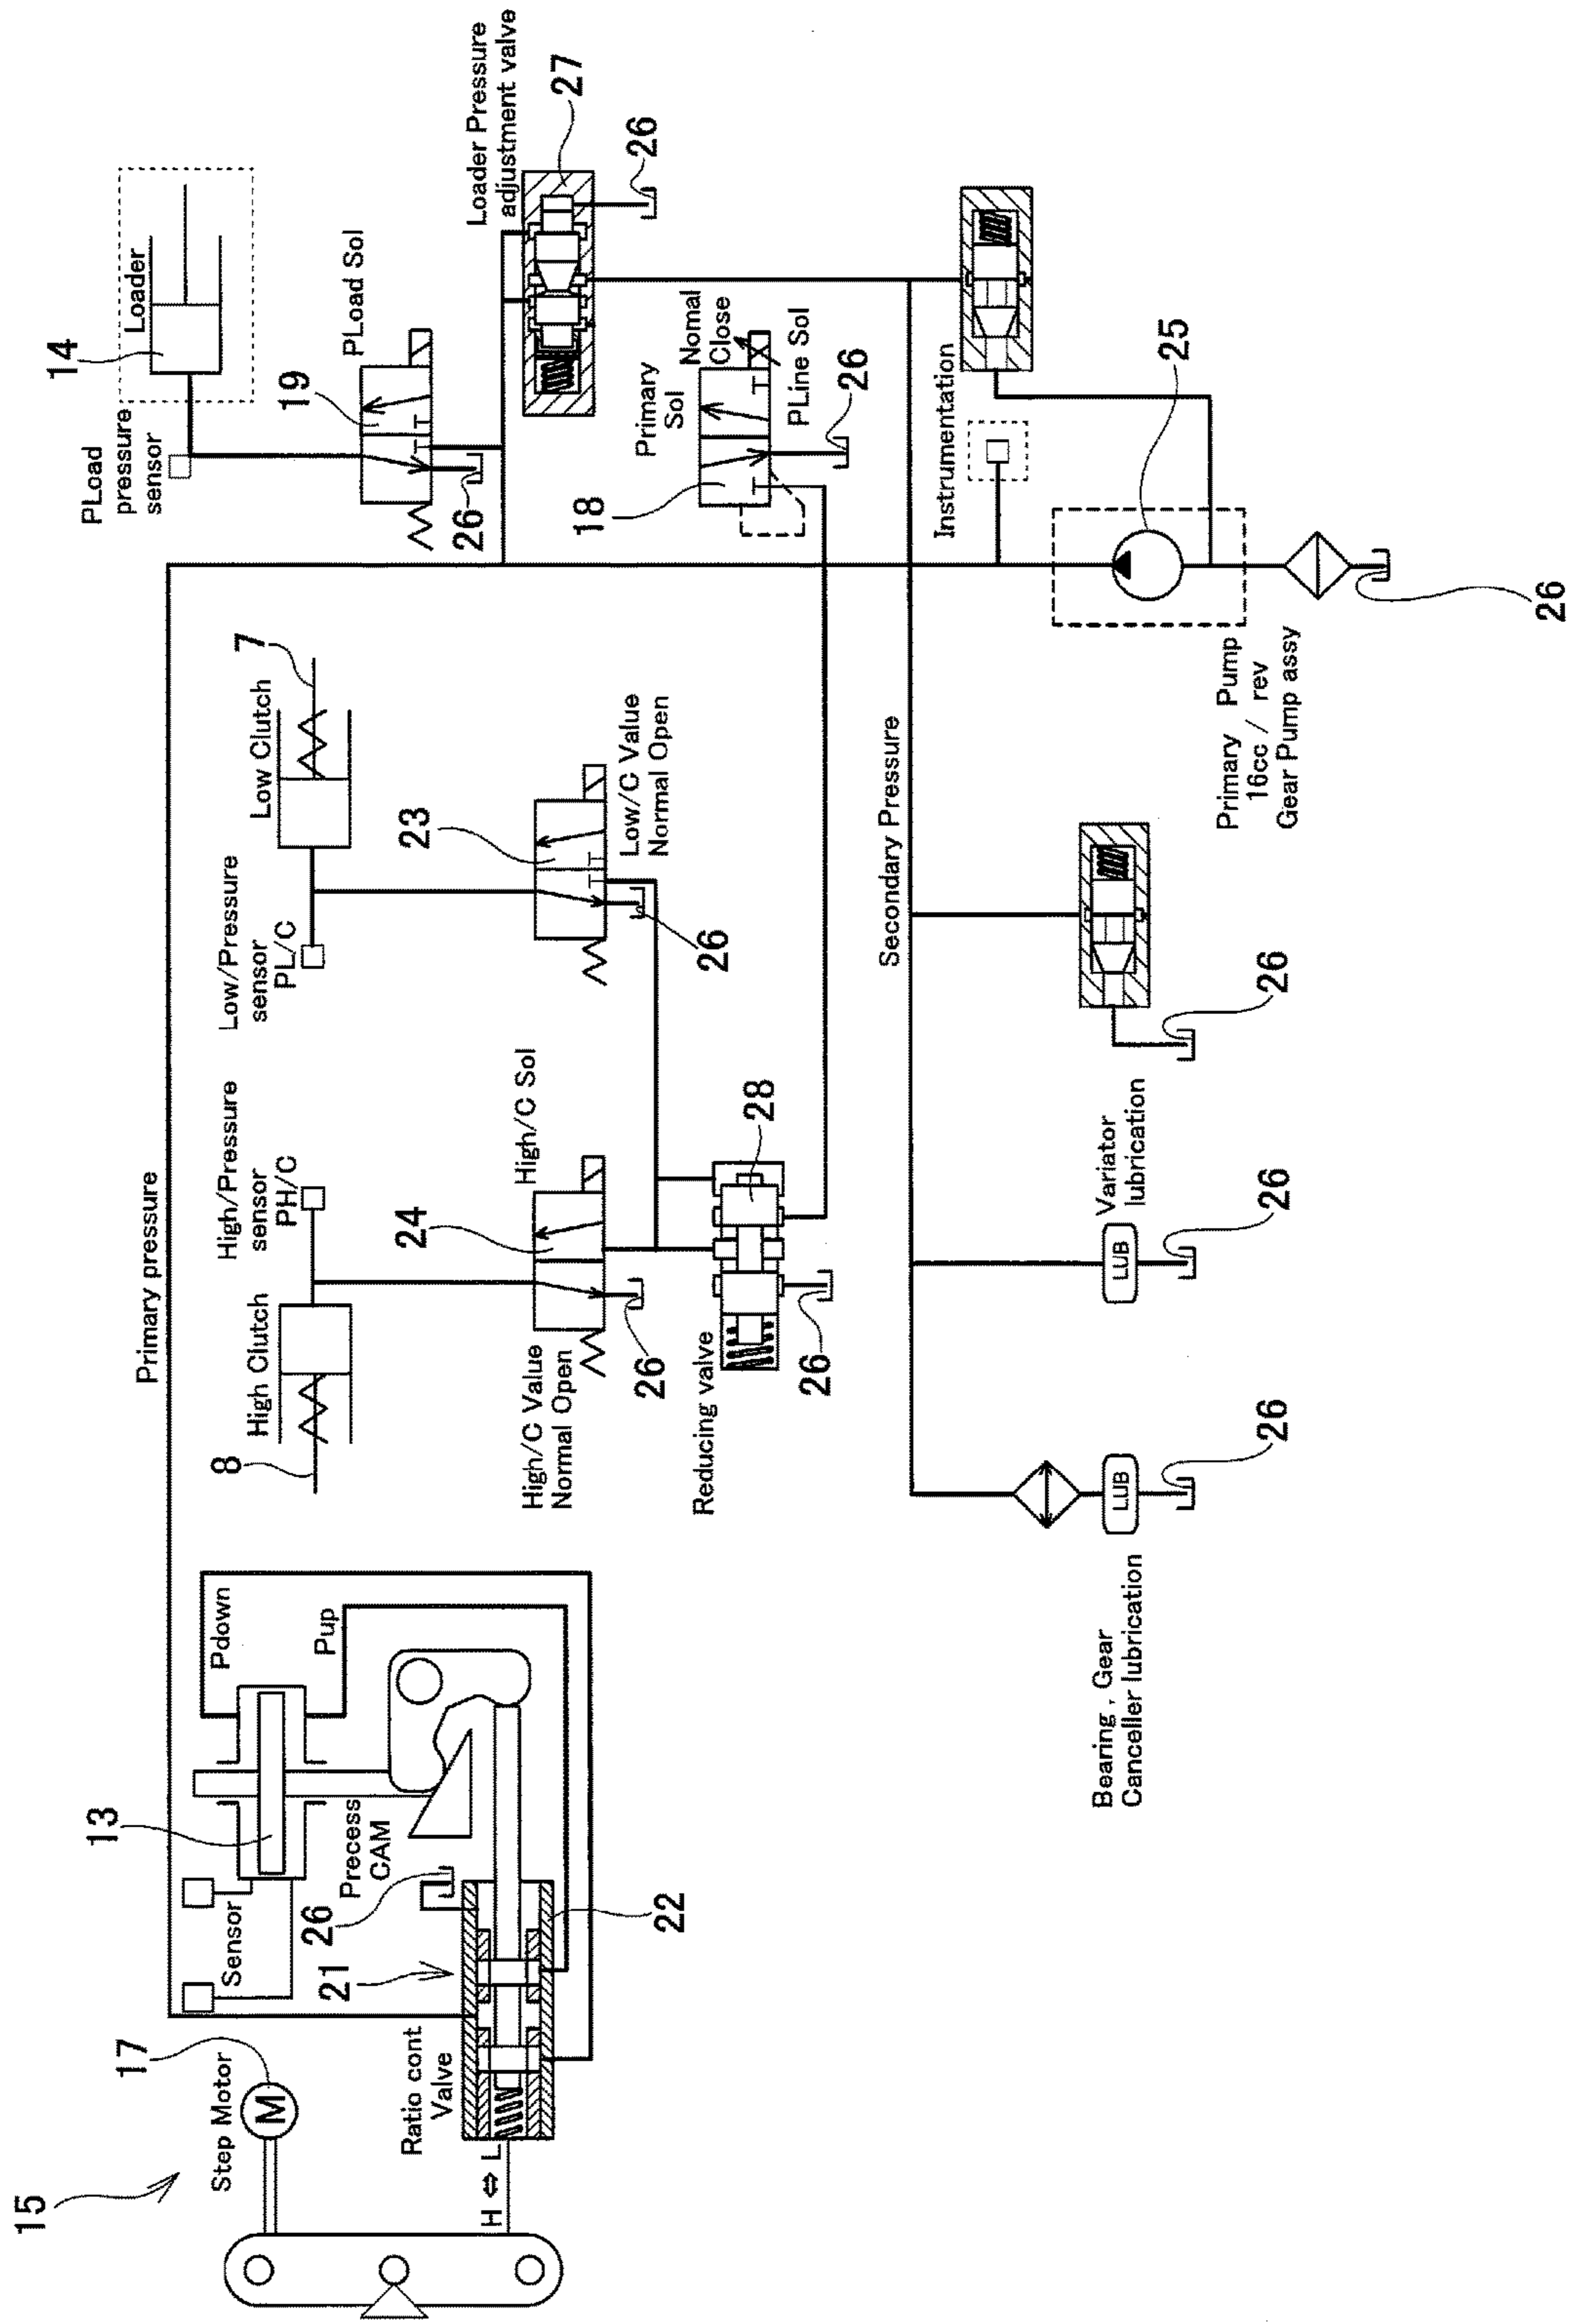 15
Step Motor
17
H ⇔ L
Ratio cont
Valve
21
22
Sensor
26
13
Precess
CAM
Pdown
Pup
M
Primary pressure
8
High Clutch
High/Pressure
sensor
PH/C
24
High/C Sol
High/C Value
Normal Open
26
Reducing valve
28
26
Low/Pressure
sensor
PL/C
Low Clutch
7
23
Low/C Value
Normal Open
26
14
Loader
PLoad
pressure
sensor
19
PLoad Sol
26
Loader Pressure
adjustment valve
27
26
Primary
Sol
Nomal
Close
PLine Sol
18
26
Instrumentation
25
Primary Pump
16cc / rev
Gear Pump assy
26
Secondary Pressure
26
Variator
lubrication
LUB
26
Bearing , Gear
Canceller lubrication
LUB
26